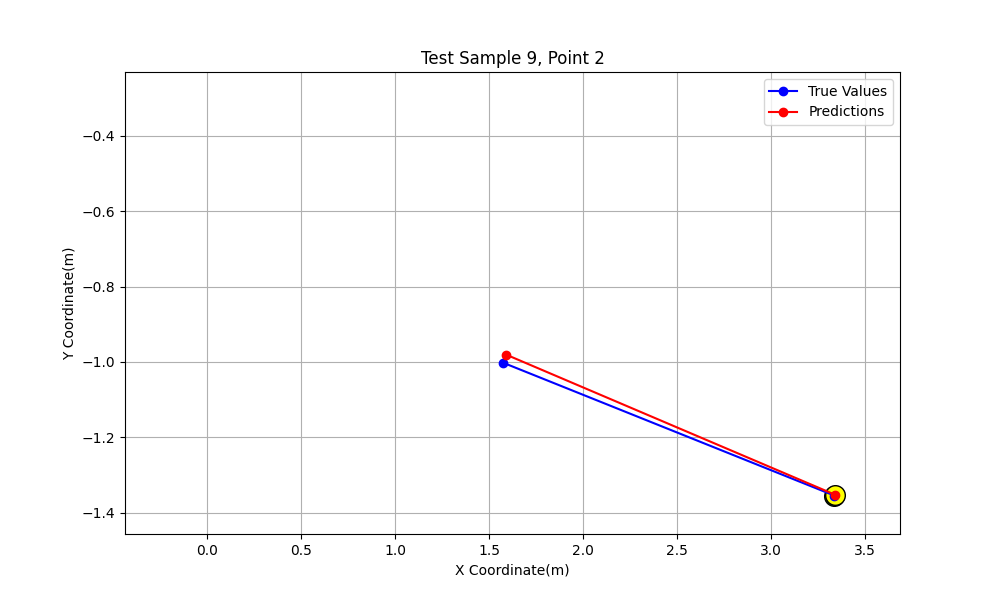 Test Sample 9, Point 2
True Values
Predictions
−0.4
−0.6
−0.8
−1.0
−1.2
−1.4
Y Coordinate(m)
0.0 0.5 1.0 1.5 2.0 2.5 3.0 3.5
X Coordinate(m)